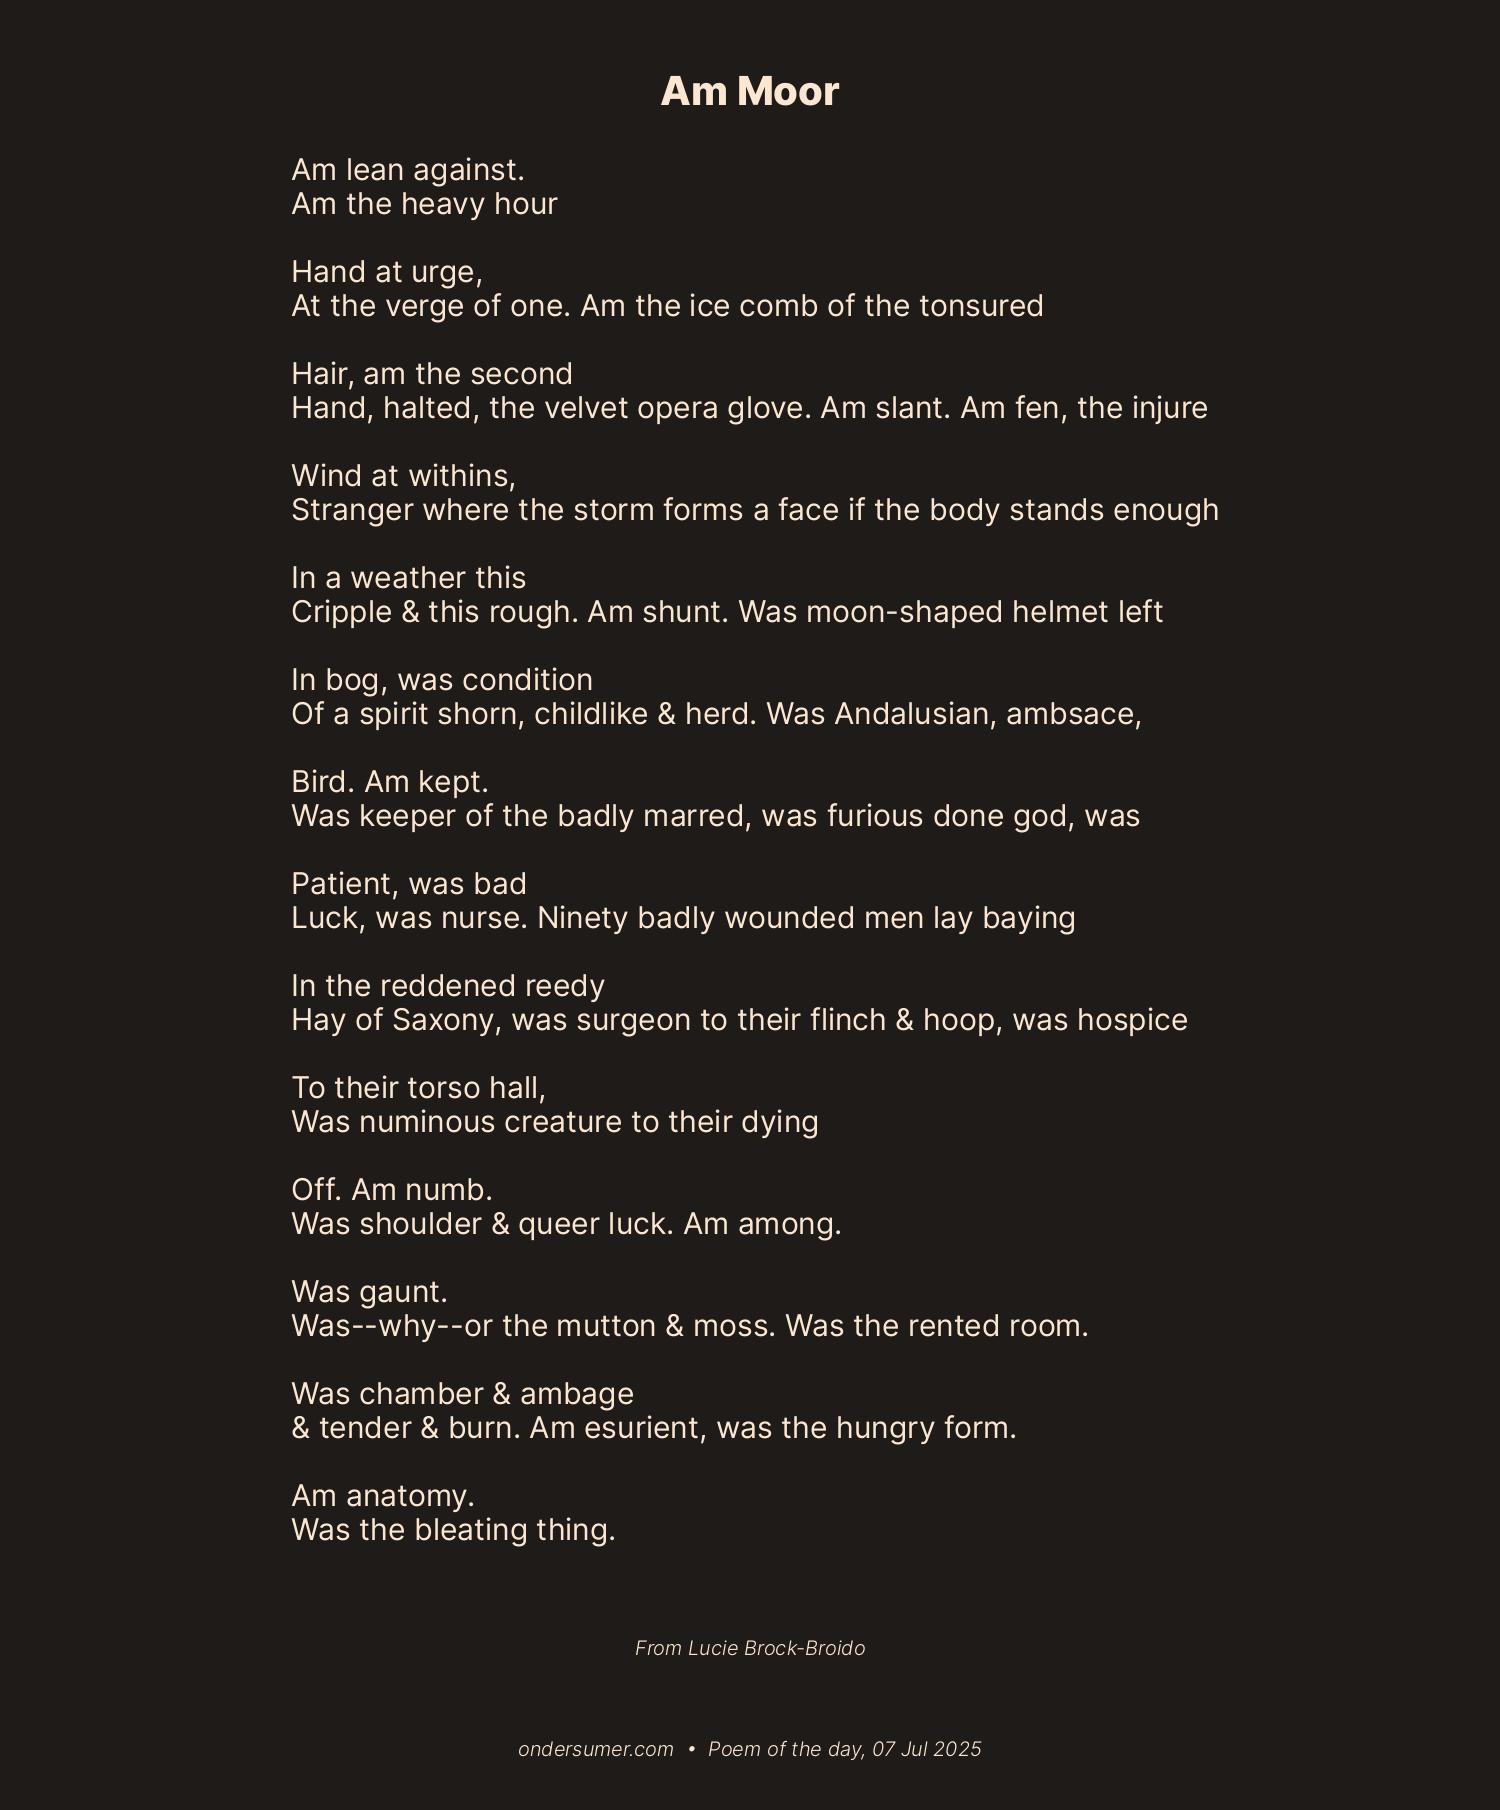 Am Moor
Am lean against.
Am the heavy hour
Hand at urge,
At the verge of one. Am the ice comb of the tonsured
Hair, am the second
Hand, halted, the velvet opera glove. Am slant. Am fen, the injure
Wind at withins,
Stranger where the storm forms a face if the body stands enough
In a weather this
Cripple & this rough. Am shunt. Was moon-shaped helmet left
In bog, was condition
Of a spirit shorn, childlike & herd. Was Andalusian, ambsace,
Bird. Am kept.
Was keeper of the badly marred, was furious done god, was
Patient, was bad
Luck, was nurse. Ninety badly wounded men lay baying
In the reddened reedy
Hay of Saxony, was surgeon to their flinch & hoop, was hospice
To their torso hall,
Was numinous creature to their dying
Off. Am numb.
Was shoulder & queer luck. Am among.
Was gaunt.
Was--why--or the mutton & moss. Was the rented room.
Was chamber & ambage
& tender & burn. Am esurient, was the hungry form.
Am anatomy.
Was the bleating thing.
From Lucie Brock-Broido
ondersumer.com • Poem of the day, 07 Jul 2025